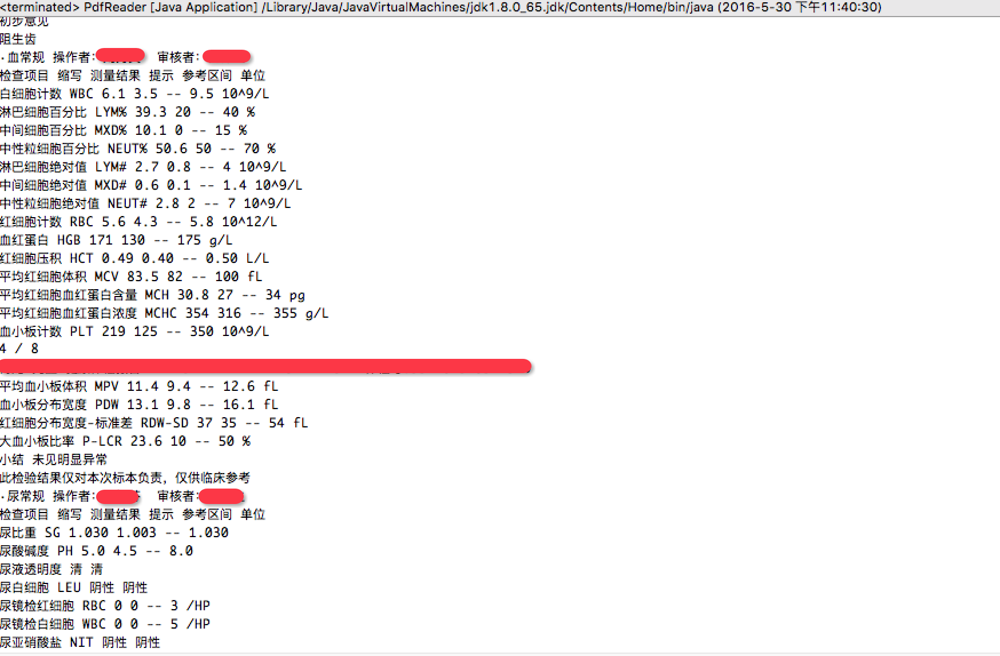 <terminated> PdfReader [Java Application] /Library/Java/JavaVirtualMachines/jdk1.8.0_65.jdk/Contents/Home/bin/java (2016-5-30 下午11:40:30)
初步意见
阻生齿
·血常规 操作者: 审核者:
检查项目 缩写 测量结果 提示 参考区间 单位
白细胞计数 WBC 6.1 3.5 -- 9.5 10^9/L
淋巴细胞百分比 LYM% 39.3 20 -- 40 %
中间细胞百分比 MXD% 10.1 0 -- 15 %
中性粒细胞百分比 NEUT% 50.6 50 -- 70 %
淋巴细胞绝对值 LYM# 2.7 0.8 -- 4 10^9/L
中间细胞绝对值 MXD# 0.6 0.1 -- 1.4 10^9/L
中性粒细胞绝对值 NEUT# 2.8 2 -- 7 10^9/L
红细胞计数 RBC 5.6 4.3 -- 5.8 10^12/L
血红蛋白 HGB 171 130 -- 175 g/L
红细胞压积 HCT 0.49 0.40 -- 0.50 L/L
平均红细胞体积 MCV 83.5 82 -- 100 fL
平均红细胞血红蛋白含量 MCH 30.8 27 -- 34 pg
平均红细胞血红蛋白浓度 MCHC 354 316 -- 355 g/L
血小板计数 PLT 219 125 -- 350 10^9/L
4 / 8
平均血小板体积 MPV 11.4 9.4 -- 12.6 fL
血小板分布宽度 PDW 13.1 9.8 -- 16.1 fL
红细胞分布宽度-标准差 RDW-SD 37 35 -- 54 fL
大血小板比率 P-LCR 23.6 10 -- 50 %
小结 未见明显异常
此检验结果仅对本次标本负责，仅供临床参考
·尿常规 操作者: 审核者:
检查项目 缩写 测量结果 提示 参考区间 单位
尿比重 SG 1.030 1.003 -- 1.030
尿酸碱度 PH 5.0 4.5 -- 8.0
尿液透明度 清 清
尿白细胞 LEU 阴性 阴性
尿镜检红细胞 RBC 0 0 -- 3 /HP
尿镜检白细胞 WBC 0 0 -- 5 /HP
尿亚硝酸盐 NIT 阴性 阴性